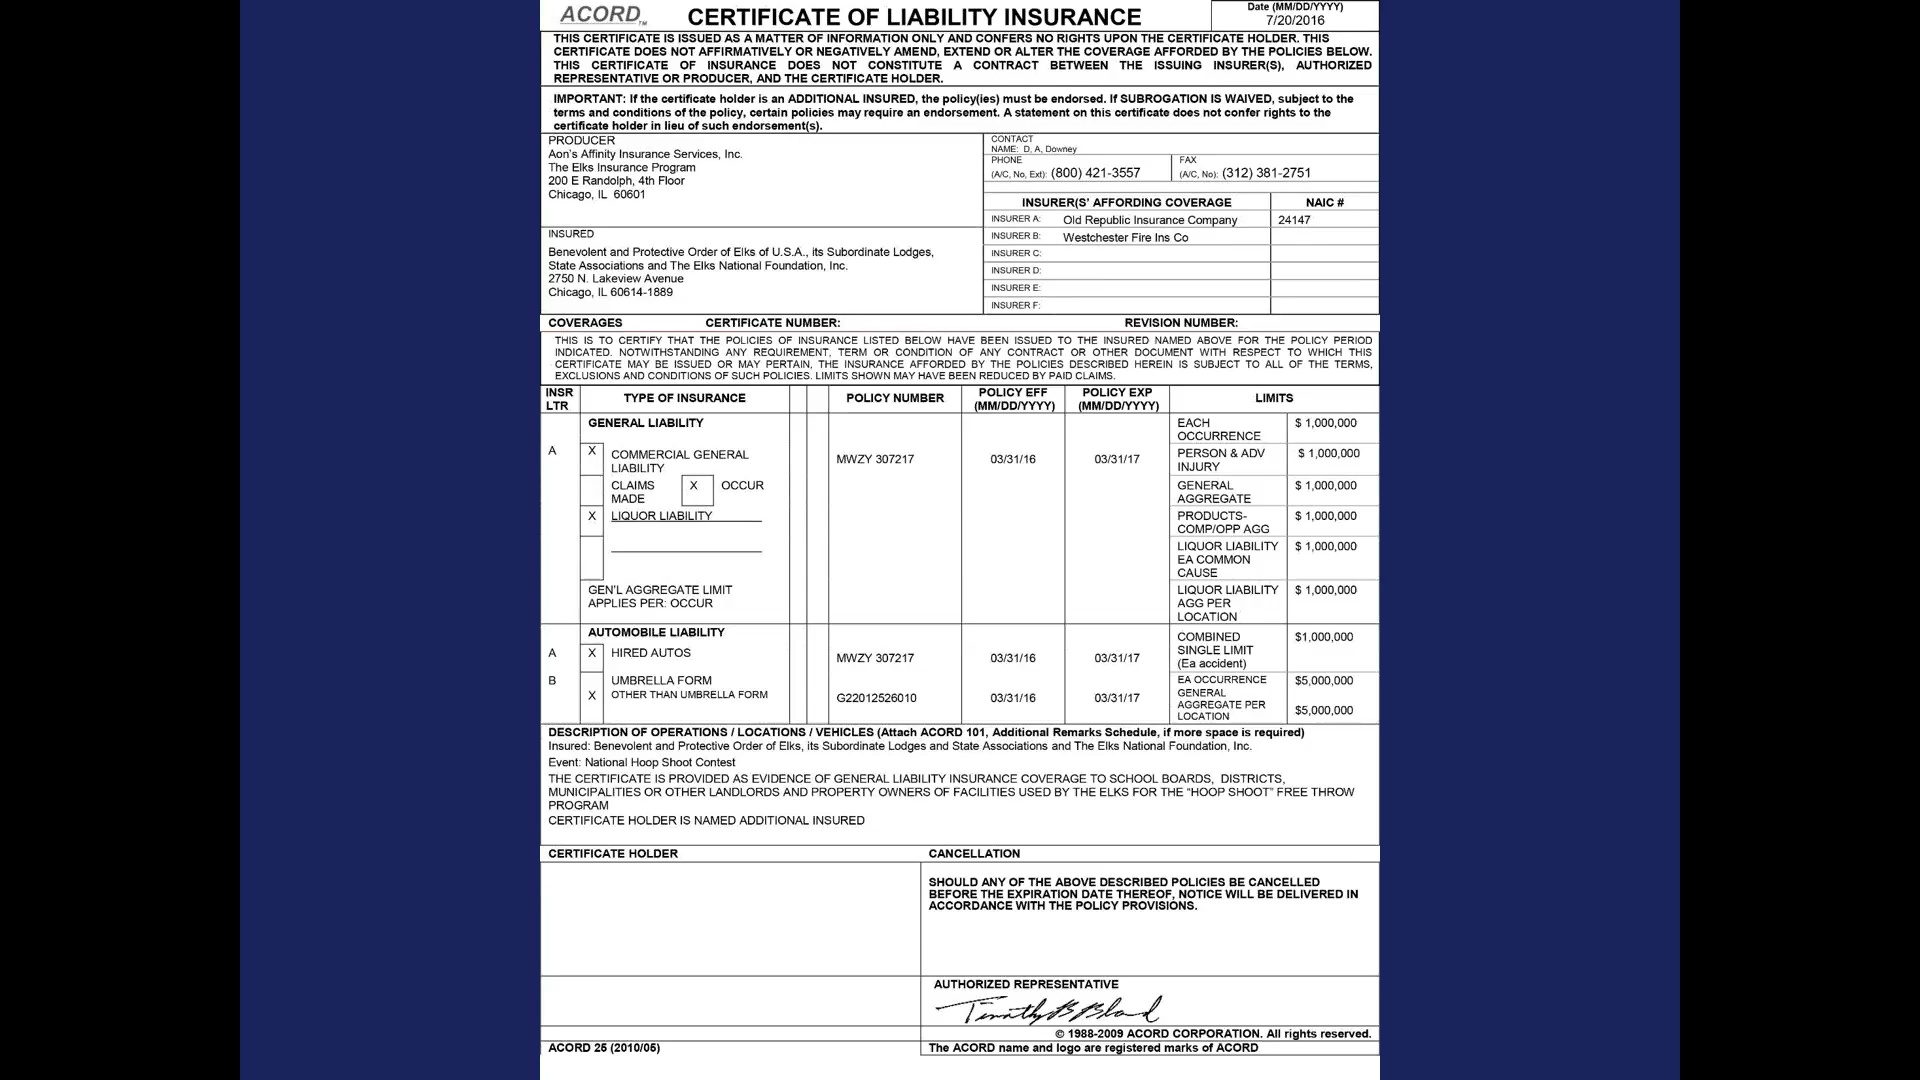 ACORD TM
CERTIFICATE OF LIABILITY INSURANCE
Date (MM/DD/YYYY)
7/20/2016
THIS CERTIFICATE IS ISSUED AS A MATTER OF INFORMATION ONLY AND CONFERS NO RIGHTS UPON THE CERTIFICATE HOLDER. THIS
CERTIFICATE DOES NOT AFFIRMATIVELY OR NEGATIVELY AMEND, EXTEND OR ALTER THE COVERAGE AFFORDED BY THE POLICIES BELOW.
THIS CERTIFICATE OF INSURANCE DOES NOT CONSTITUTE A CONTRACT BETWEEN THE ISSUING INSURER(S), AUTHORIZED
REPRESENTATIVE OR PRODUCER, AND THE CERTIFICATE HOLDER.
IMPORTANT: If the certificate holder is an ADDITIONAL INSURED, the policy(ies) must be endorsed. If SUBROGATION IS WAIVED, subject to the
terms and conditions of the policy, certain policies may require an endorsement. A statement on this certificate does not confer rights to the
certificate holder in lieu of such endorsement(s).
PRODUCER
Aon's Affinity Insurance Services, Inc.
The Elks Insurance Program
200 E Randolph, 4th Floor
Chicago, IL 60601
CONTACT
NAME: D, A, Downey
PHONE
(A/C, No, Ext): (800) 421-3557
FAX
(A/C, No): (312) 381-2751
INSURER(S' AFFORDING COVERAGE NAIC #
INSURER A: Old Republic Insurance Company 24147
INSURER B: Westchester Fire Ins Co
INSURER C:
INSURER D:
INSURER E:
INSURER F:
INSURED
Benevolent and Protective Order of Elks of U.S.A., its Subordinate Lodges,
State Associations and The Elks National Foundation, Inc.
2750 N. Lakeview Avenue
Chicago, IL 60614-1889
COVERAGES CERTIFICATE NUMBER: REVISION NUMBER:
THIS IS TO CERTIFY THAT THE POLICIES OF INSURANCE LISTED BELOW HAVE BEEN ISSUED TO THE INSURED NAMED ABOVE FOR THE POLICY PERIOD
INDICATED. NOTWITHSTANDING ANY REQUIREMENT, TERM OR CONDITION OF ANY CONTRACT OR OTHER DOCUMENT WITH RESPECT TO WHICH THIS
CERTIFICATE MAY BE ISSUED OR MAY PERTAIN, THE INSURANCE AFFORDED BY THE POLICIES DESCRIBED HEREIN IS SUBJECT TO ALL OF THE TERMS,
EXCLUSIONS AND CONDITIONS OF SUCH POLICIES. LIMITS SHOWN MAY HAVE BEEN REDUCED BY PAID CLAIMS.
INSR
LTR
TYPE OF INSURANCE
POLICY NUMBER
POLICY EFF
(MM/DD/YYYY)
POLICY EXP
(MM/DD/YYYY)
LIMITS
GENERAL LIABILITY
A
X COMMERCIAL GENERAL
LIABILITY
CLAIMS
MADE
X OCCUR
X LIQUOR LIABILITY
GEN'L AGGREGATE LIMIT
APPLIES PER: OCCUR
MWZY 307217 03/31/16 03/31/17
EACH
OCCURRENCE
$ 1,000,000
PERSON & ADV
INJURY
$ 1,000,000
GENERAL
AGGREGATE
$ 1,000,000
PRODUCTS-
COMP/OPP AGG
$ 1,000,000
LIQUOR LIABILITY
EA COMMON
CAUSE
$ 1,000,000
LIQUOR LIABILITY
AGG PER
LOCATION
$ 1,000,000
AUTOMOBILE LIABILITY
A X HIRED AUTOS
MWZY 307217 03/31/16 03/31/17
COMBINED
SINGLE LIMIT
(Ea accident)
$1,000,000
B UMBRELLA FORM
X OTHER THAN UMBRELLA FORM
G22012526010 03/31/16 03/31/17
EA OCCURRENCE $5,000,000
GENERAL
AGGREGATE PER
LOCATION
$5,000,000
DESCRIPTION OF OPERATIONS / LOCATIONS / VEHICLES (Attach ACORD 101, Additional Remarks Schedule, if more space is required)
Insured: Benevolent and Protective Order of Elks, its Subordinate Lodges and State Associations and The Elks National Foundation, Inc.
Event: National Hoop Shoot Contest
THE CERTIFICATE IS PROVIDED AS EVIDENCE OF GENERAL LIABILITY INSURANCE COVERAGE TO SCHOOL BOARDS, DISTRICTS,
MUNICIPALITIES OR OTHER LANDLORDS AND PROPERTY OWNERS OF FACILITIES USED BY THE ELKS FOR THE "HOOP SHOOT" FREE THROW
PROGRAM
CERTIFICATE HOLDER IS NAMED ADDITIONAL INSURED
CERTIFICATE HOLDER
CANCELLATION
SHOULD ANY OF THE ABOVE DESCRIBED POLICIES BE CANCELLED
BEFORE THE EXPIRATION DATE THEREOF, NOTICE WILL BE DELIVERED IN
ACCORDANCE WITH THE POLICY PROVISIONS.
AUTHORIZED REPRESENTATIVE
Timothy B
© 1988-2009 ACORD CORPORATION. All rights reserved.
ACORD 25 (2010/05)
The ACORD name and logo are registered marks of ACORD